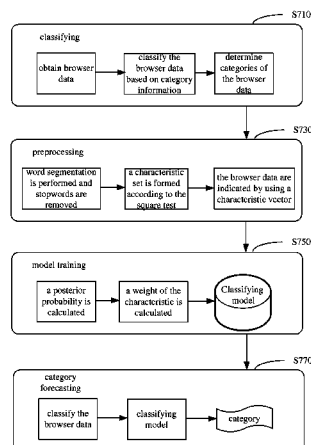 S710
classifying
obtain browser
data
classify the
browser data
based on category
information
determine
categories of
the browser
data
S730
preprocessing
word segmentation
is performed and
stopwords are
removed
a characteristic
set is formed
according to the
square test
the browser data are
indicated by using a
characteristic vector
S750
model training
a posterior
probability is
calculated
a weight of the
characteristic is
calculated
Classifying
model
S770
category
forecasting
classify the
browser data
classifying
model
category